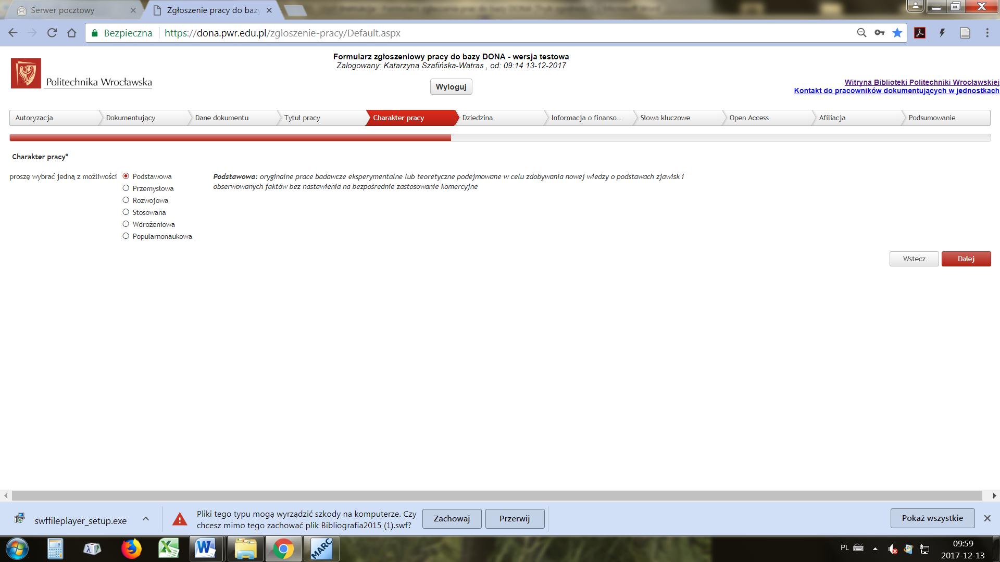 Serwer pocztowy
Zgłoszenie pracy do bazy
Bezpieczna
https://dona.pwr.edu.pl/zgloszenie-pracy/Default.aspx
Formularz zgłoszeniowy pracy do bazy DONA - wersja testowa
Zalogowany: Katarzyna Szafińska-Watras , od: 09:14 13-12-2017
Politechnika Wrocławska
Wyloguj
Witryna Biblioteki Politechniki Wrocławskiej
Kontakt do pracowników dokumentujących w jednostkach
Autoryzacja
Dokumentujący
Dane dokumentu
Tytuł pracy
Charakter pracy
Dziedzina
Informacja o finanso...
Słowa kluczowe
Open Access
Afiliacja
Podsumowanie
Charakter pracy*
proszę wybrać jedną z możliwości
Podstawowa
Przemysłowa
Rozwojowa
Stosowana
Wdrożeniowa
Popularnonaukowa
Podstawowa: oryginalne prace badawcze eksperymentalne lub teoretyczne podejmowane w celu zdobywania nowej wiedzy o podstawach zjawisk i
obserwowanych faktów bez nastawienia na bezpośrednie zastosowanie komercyjne
Wstecz
Dalej
swffileplayer_setup.exe
Pliki tego typu mogą wyrządzić szkody na komputerze. Czy
chcesz mimo tego zachować plik Bibliografia2015 (1).swf?
Zachowaj
Przerwij
Pokaż wszystkie
MARC
PL
09:59
2017-12-13